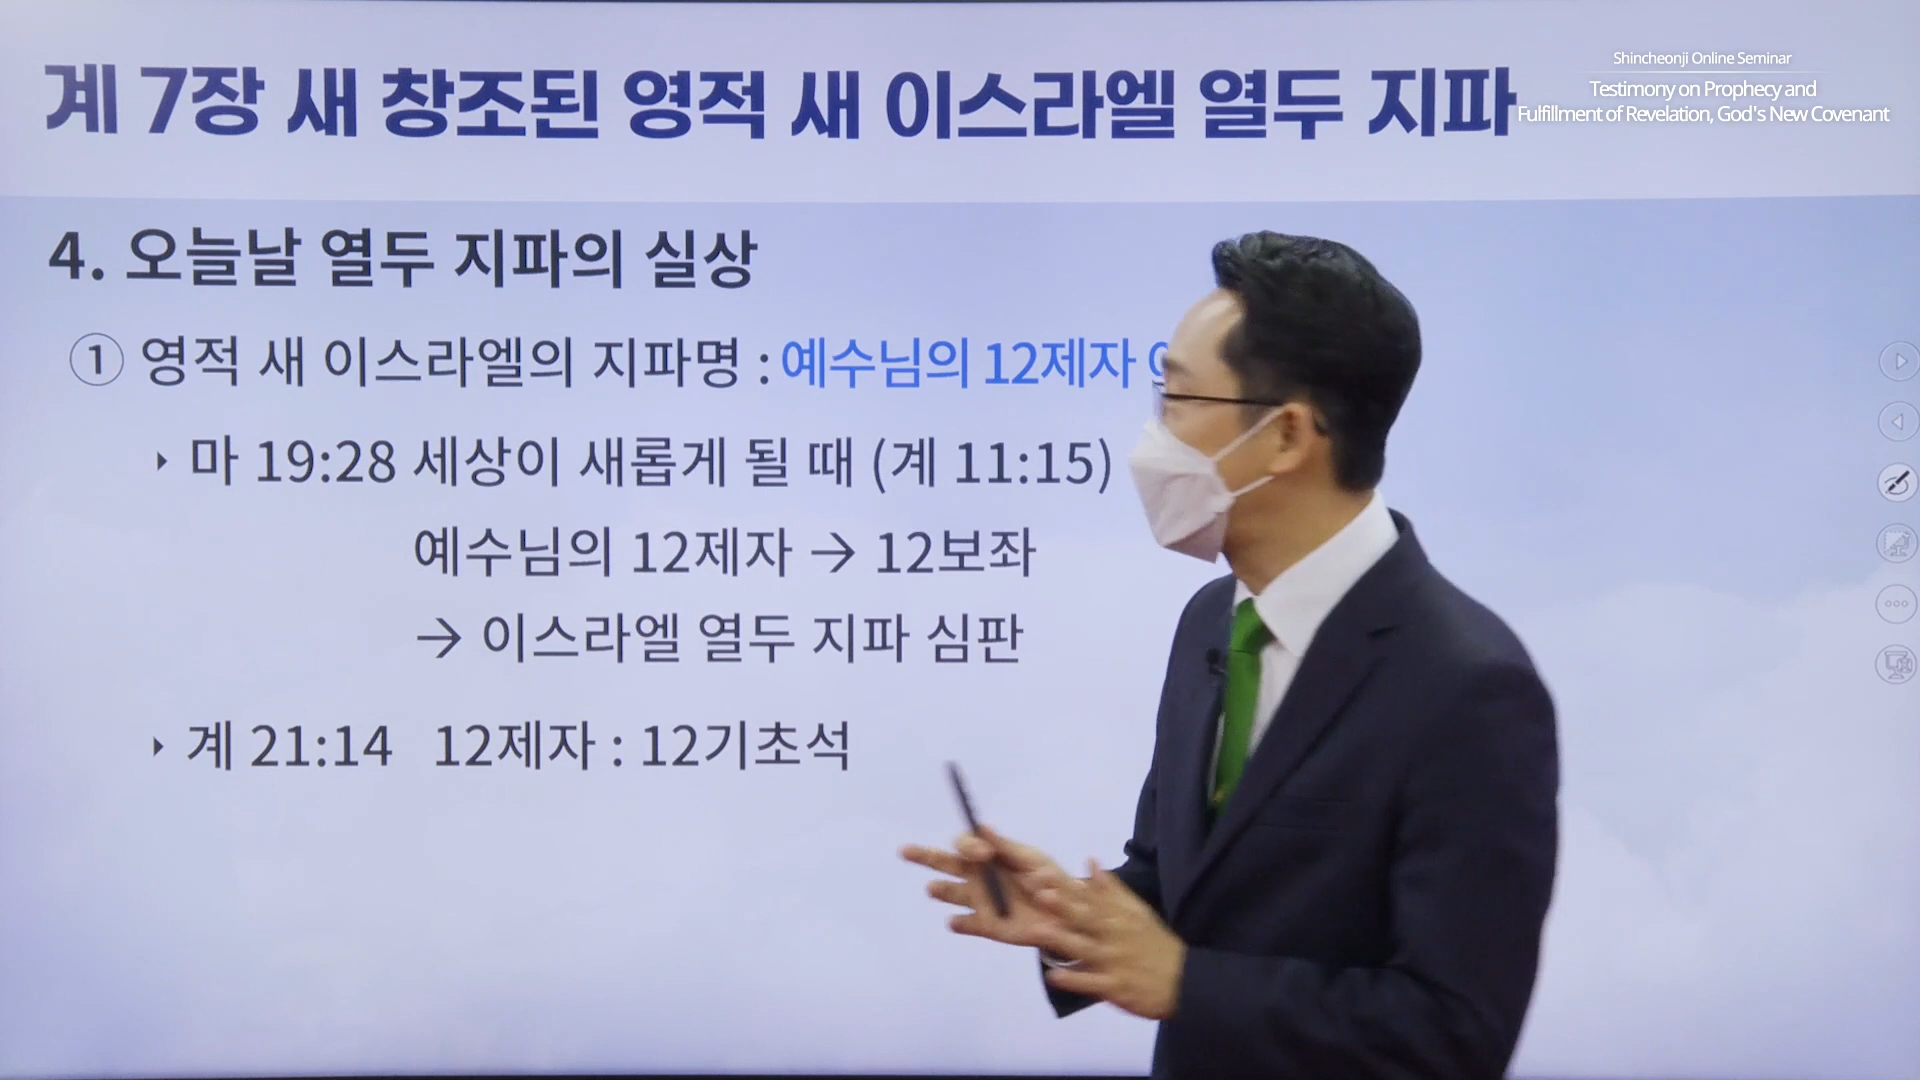 계 7장 새 창조된 영적 새 이스라엘 열두 지파
Shincheonji Online Seminar
Testimony on Prophecy and
Fulfillment of Revelation, God's New Covenant
4. 오늘날 열두 지파의 실상
① 영적 새 이스라엘의 지파명 : 예수님의 12제자
‣ 마 19:28 세상이 새롭게 될 때 (계 11:15)
예수님의 12제자 → 12보좌
→ 이스라엘 열두 지파 심판
‣ 계 21:14 12제자 : 12기초석